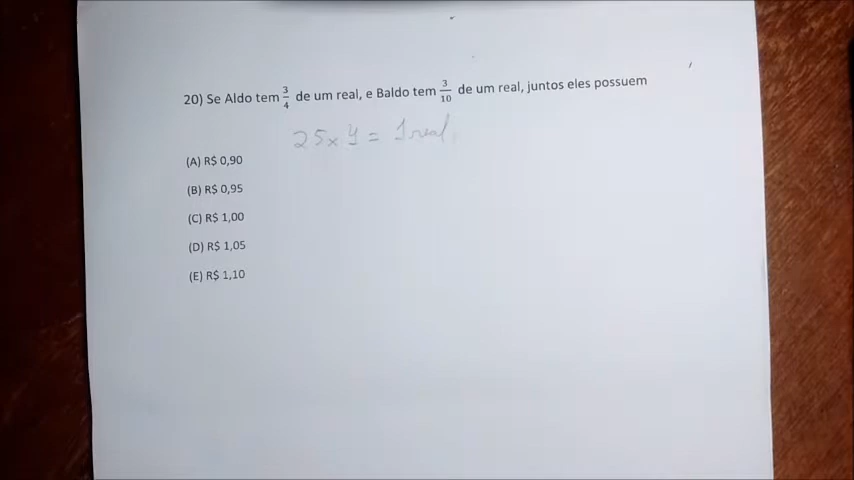 20) Se Aldo tem 3/4 de um real, e Baldo tem 3/10 de um real, juntos eles possuem
25 x 4 = 1 real
(A) R$ 0,90
(B) R$ 0,95
(C) R$ 1,00
(D) R$ 1,05
(E) R$ 1,10